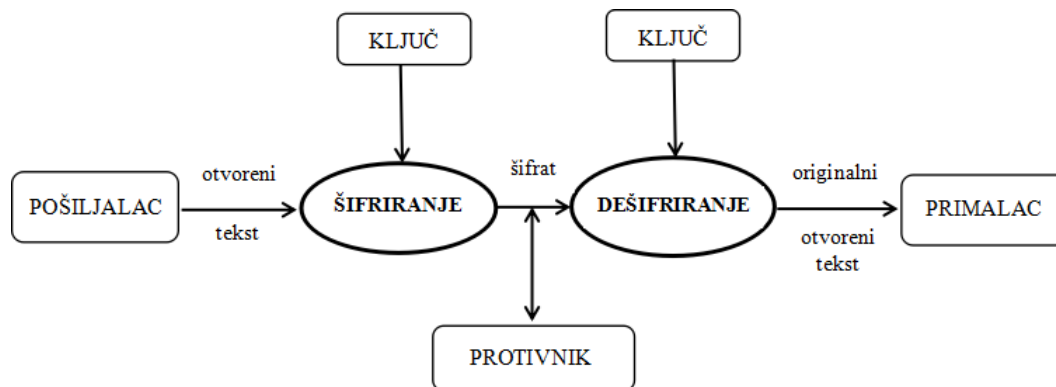 KLJUČ
KLJUČ
otvoreni
šifrat
originalni
POŠILJALAC
ŠIFRIRANJE
DEŠIFRIRANJE
PRIMALAC
tekst
otvoreni
tekst
PROTIVNIK